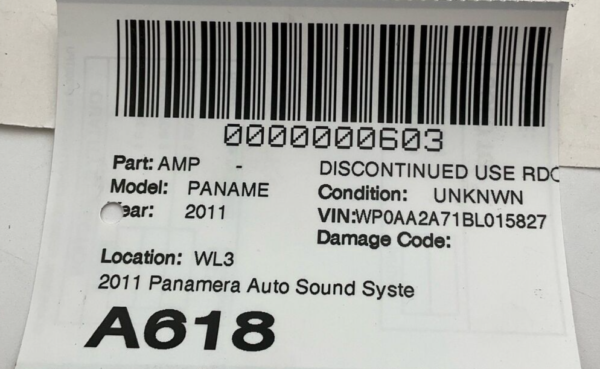 0000000603
Part: AMP - DISCONTINUED USE RDC
Model: PANAME Condition: UNKNWN
ear: 2011 VIN:WP0AA2A71BL015827
Damage Code:
Location: WL3
2011 Panamera Auto Sound Syste
A618